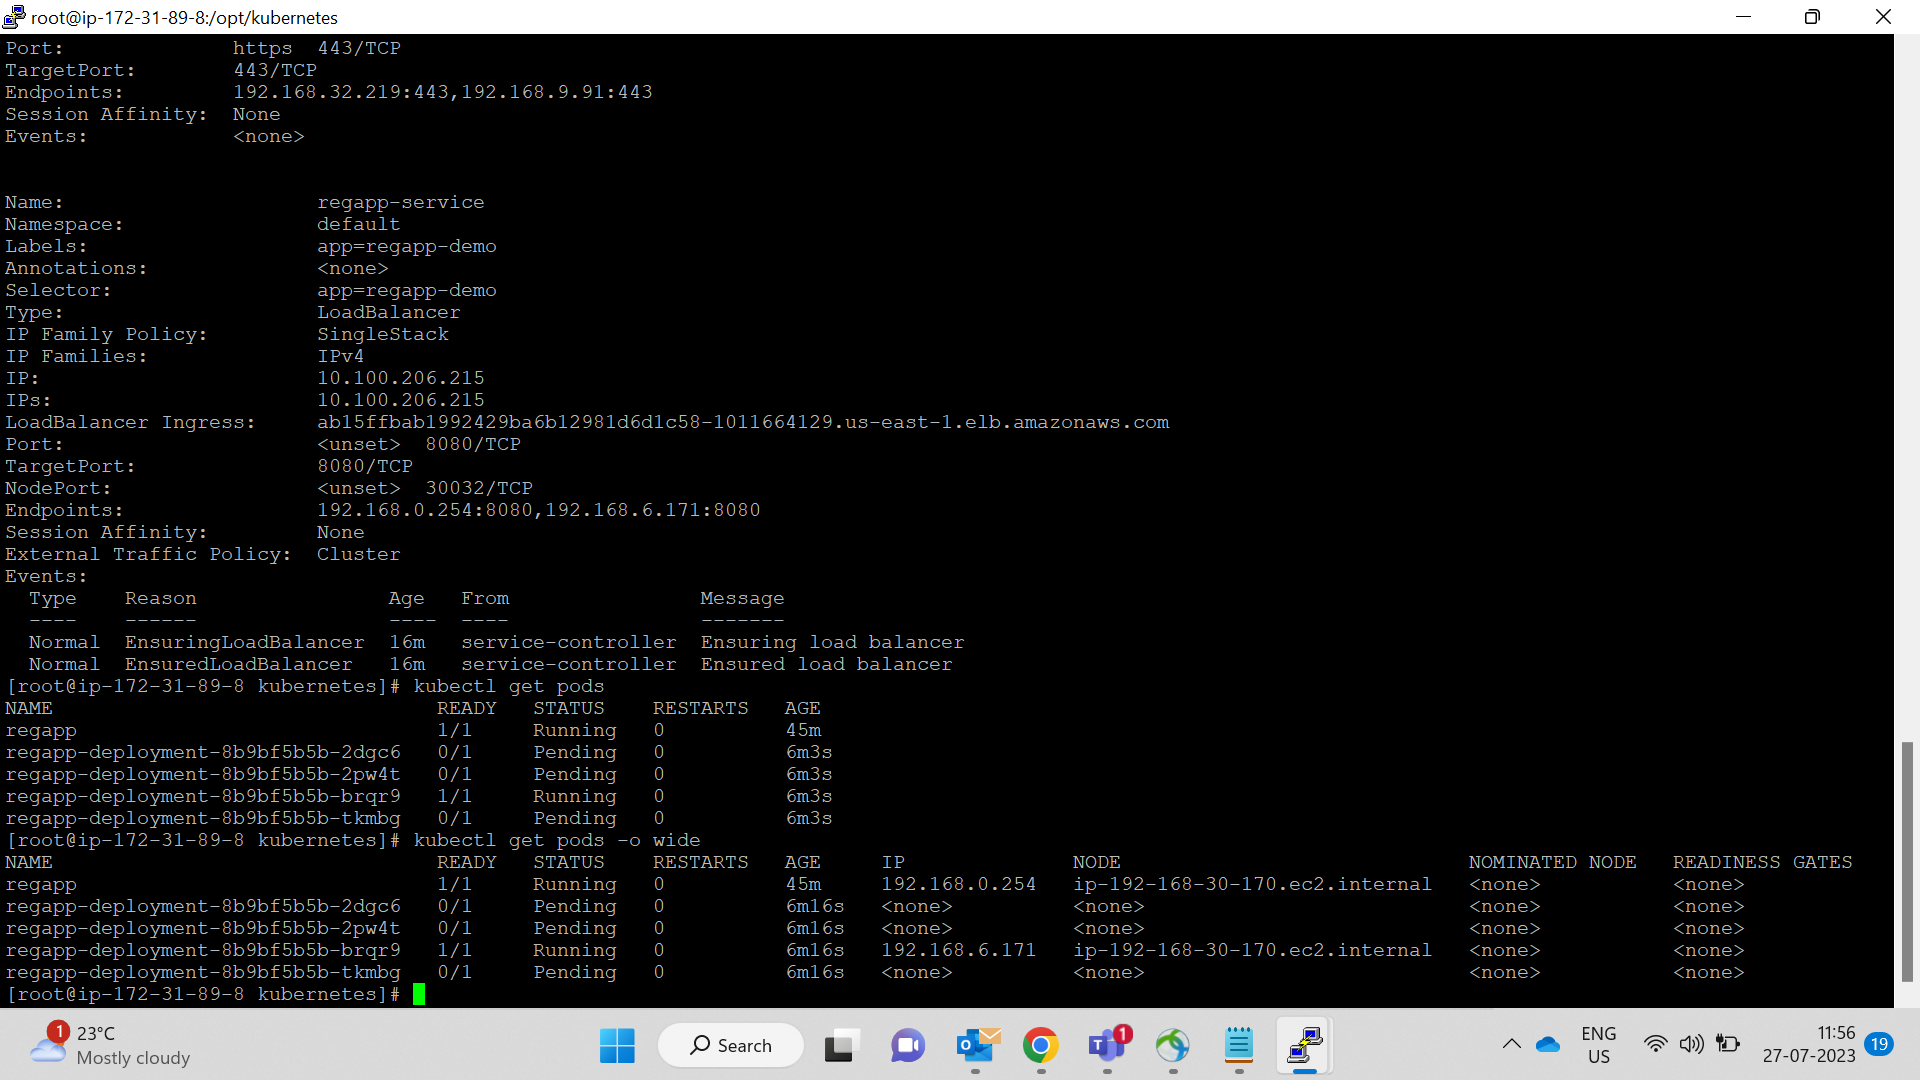 root@ip-172-31-89-8:/opt/kubernetes
Port: https 443/TCP
TargetPort: 443/TCP
Endpoints: 192.168.32.219:443,192.168.9.91:443
Session Affinity: None
Events: <none>
Name: regapp-service
Namespace: default
Labels: app=regapp-demo
Annotations: <none>
Selector: app=regapp-demo
Type: LoadBalancer
IP Family Policy: SingleStack
IP Families: IPv4
IP: 10.100.206.215
IPs: 10.100.206.215
LoadBalancer Ingress: ab15ffbab1992429ba6b12981d6d1c58-1011664129.us-east-1.elb.amazonaws.com
Port: <unset> 8080/TCP
TargetPort: 8080/TCP
NodePort: <unset> 30032/TCP
Endpoints: 192.168.0.254:8080,192.168.6.171:8080
Session Affinity: None
External Traffic Policy: Cluster
Events:
Type Reason Age From Message
---- ------ ---- ---- -------
Normal EnsuringLoadBalancer 16m service-controller Ensuring load balancer
Normal EnsuredLoadBalancer 16m service-controller Ensured load balancer
[root@ip-172-31-89-8 kubernetes]# kubectl get pods
NAME READY STATUS RESTARTS AGE
regapp 1/1 Running 0 45m
regapp-deployment-8b9bf5b5b-2dgc6 0/1 Pending 0 6m3s
regapp-deployment-8b9bf5b5b-2pw4t 0/1 Pending 0 6m3s
regapp-deployment-8b9bf5b5b-brqr9 1/1 Running 0 6m3s
regapp-deployment-8b9bf5b5b-tkmbg 0/1 Pending 0 6m3s
[root@ip-172-31-89-8 kubernetes]# kubectl get pods -o wide
NAME READY STATUS RESTARTS AGE IP NODE NOMINATED NODE READINESS GATES
regapp 1/1 Running 0 45m 192.168.0.254 ip-192-168-30-170.ec2.internal <none> <none>
regapp-deployment-8b9bf5b5b-2dgc6 0/1 Pending 0 6m16s <none> <none> <none> <none>
regapp-deployment-8b9bf5b5b-2pw4t 0/1 Pending 0 6m16s <none> <none> <none> <none>
regapp-deployment-8b9bf5b5b-brqr9 1/1 Running 0 6m16s 192.168.6.171 ip-192-168-30-170.ec2.internal <none> <none>
regapp-deployment-8b9bf5b5b-tkmbg 0/1 Pending 0 6m16s <none> <none> <none> <none>
[root@ip-172-31-89-8 kubernetes]#
1
23°C
Mostly cloudy
Search
1
ENG
US
11:56
27-07-2023
19